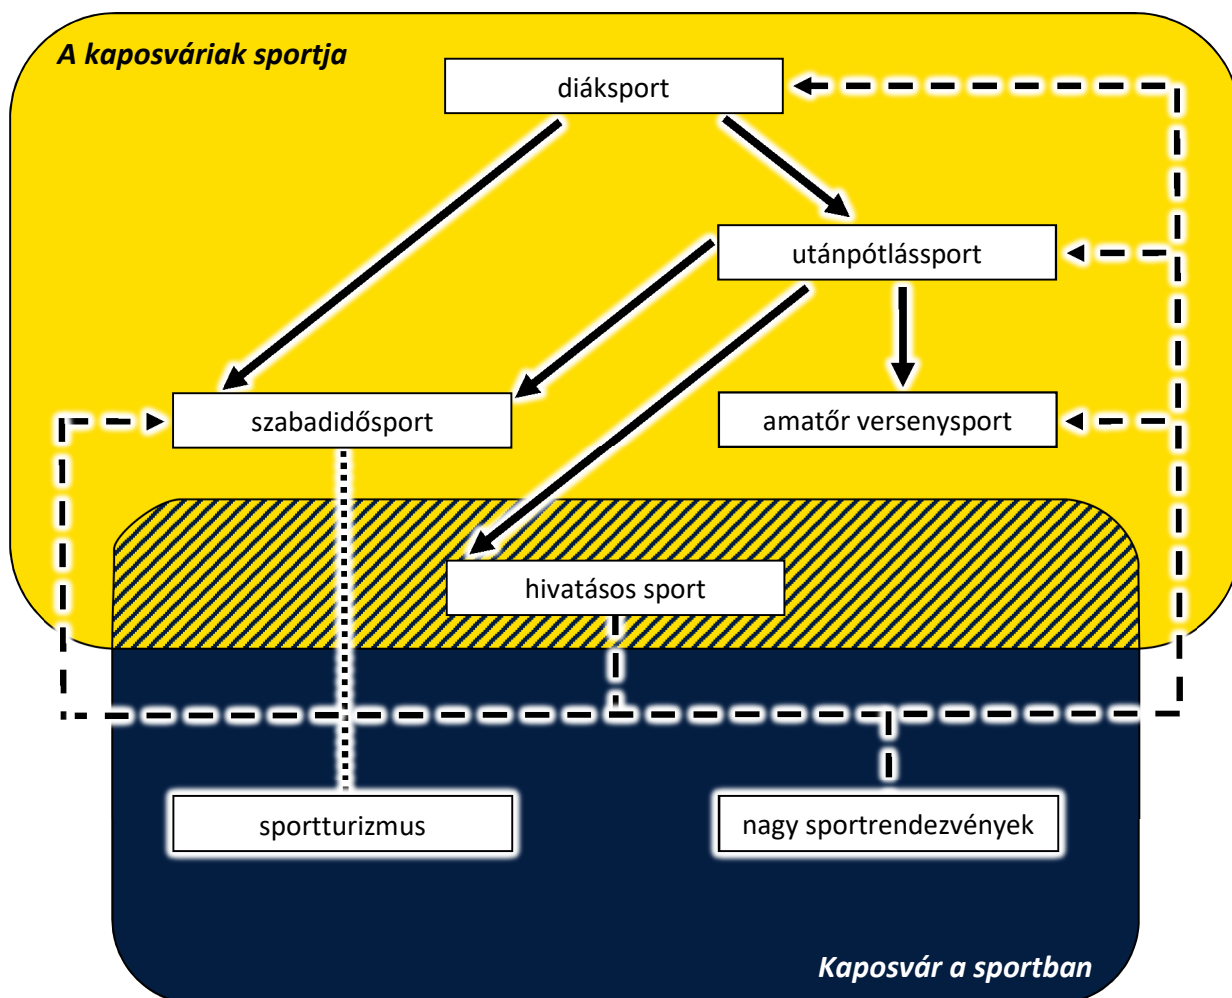 A kaposváriak sportja
diáksport
utánpótlássport
szabadidősport
amatőr versenysport
hivatásos sport
sportturizmus
nagy sportrendezvények
Kaposvár a sportban